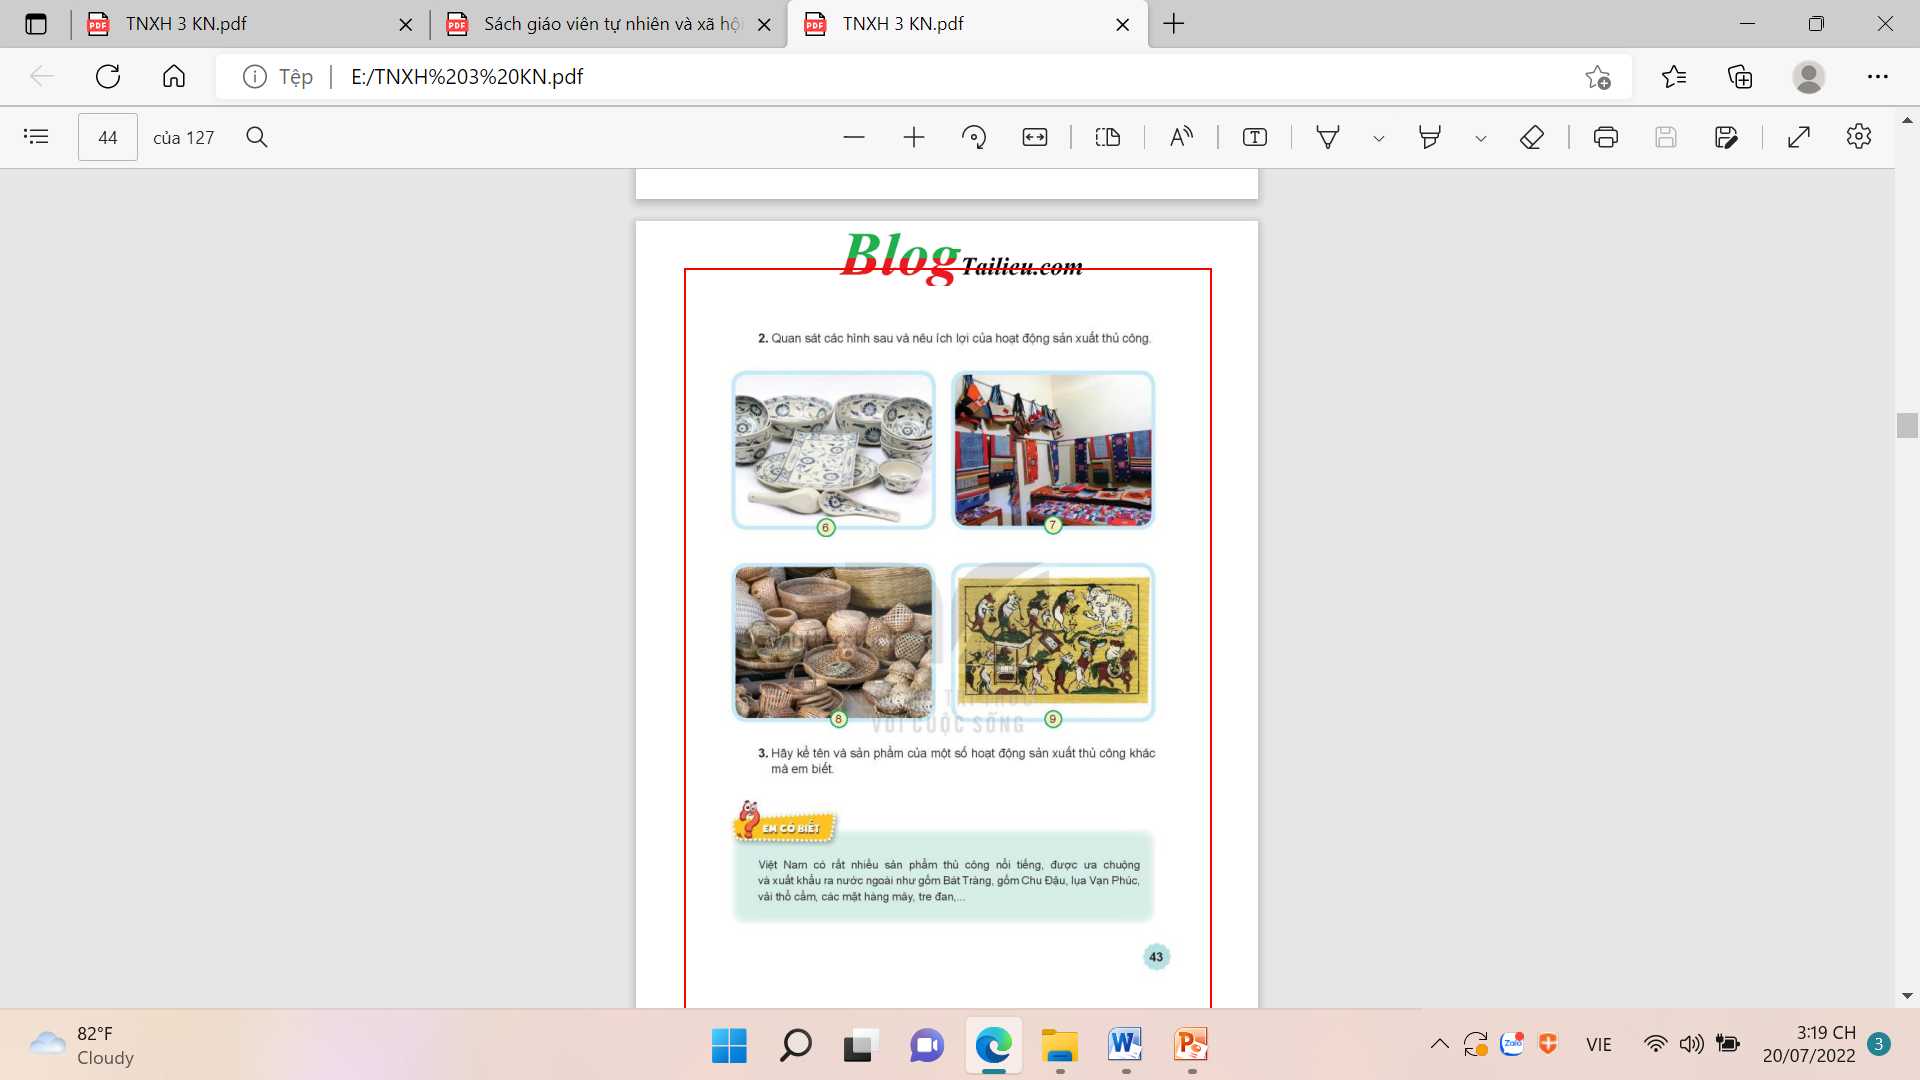 TNXH 3 KN.pdf
Sách giáo viên tự nhiên và xã hội
TNXH 3 KN.pdf
Tệp
E:/TNXH%203%20KN.pdf
44
của 127
Blog Tailieu.com
2. Quan sát các hình sau và nêu ích lợi của hoạt động sản xuất thủ công.
6
7
8
9
VỚI CUỘC SỐNG
3. Hãy kể tên và sản phẩm của một số hoạt động sản xuất thủ công khác
mà em biết.
EM CÓ BIẾT
Việt Nam có rất nhiều sản phẩm thủ công nổi tiếng, được ưa chuộng
và xuất khẩu ra nước ngoài như gốm Bát Tràng, gốm Chu Đậu, lụa Vạn Phúc,
vải thổ cẩm, các mặt hàng mây, tre đan,...
43
82°F
Cloudy
Zalo
VIE
3:19 CH
20/07/2022
3